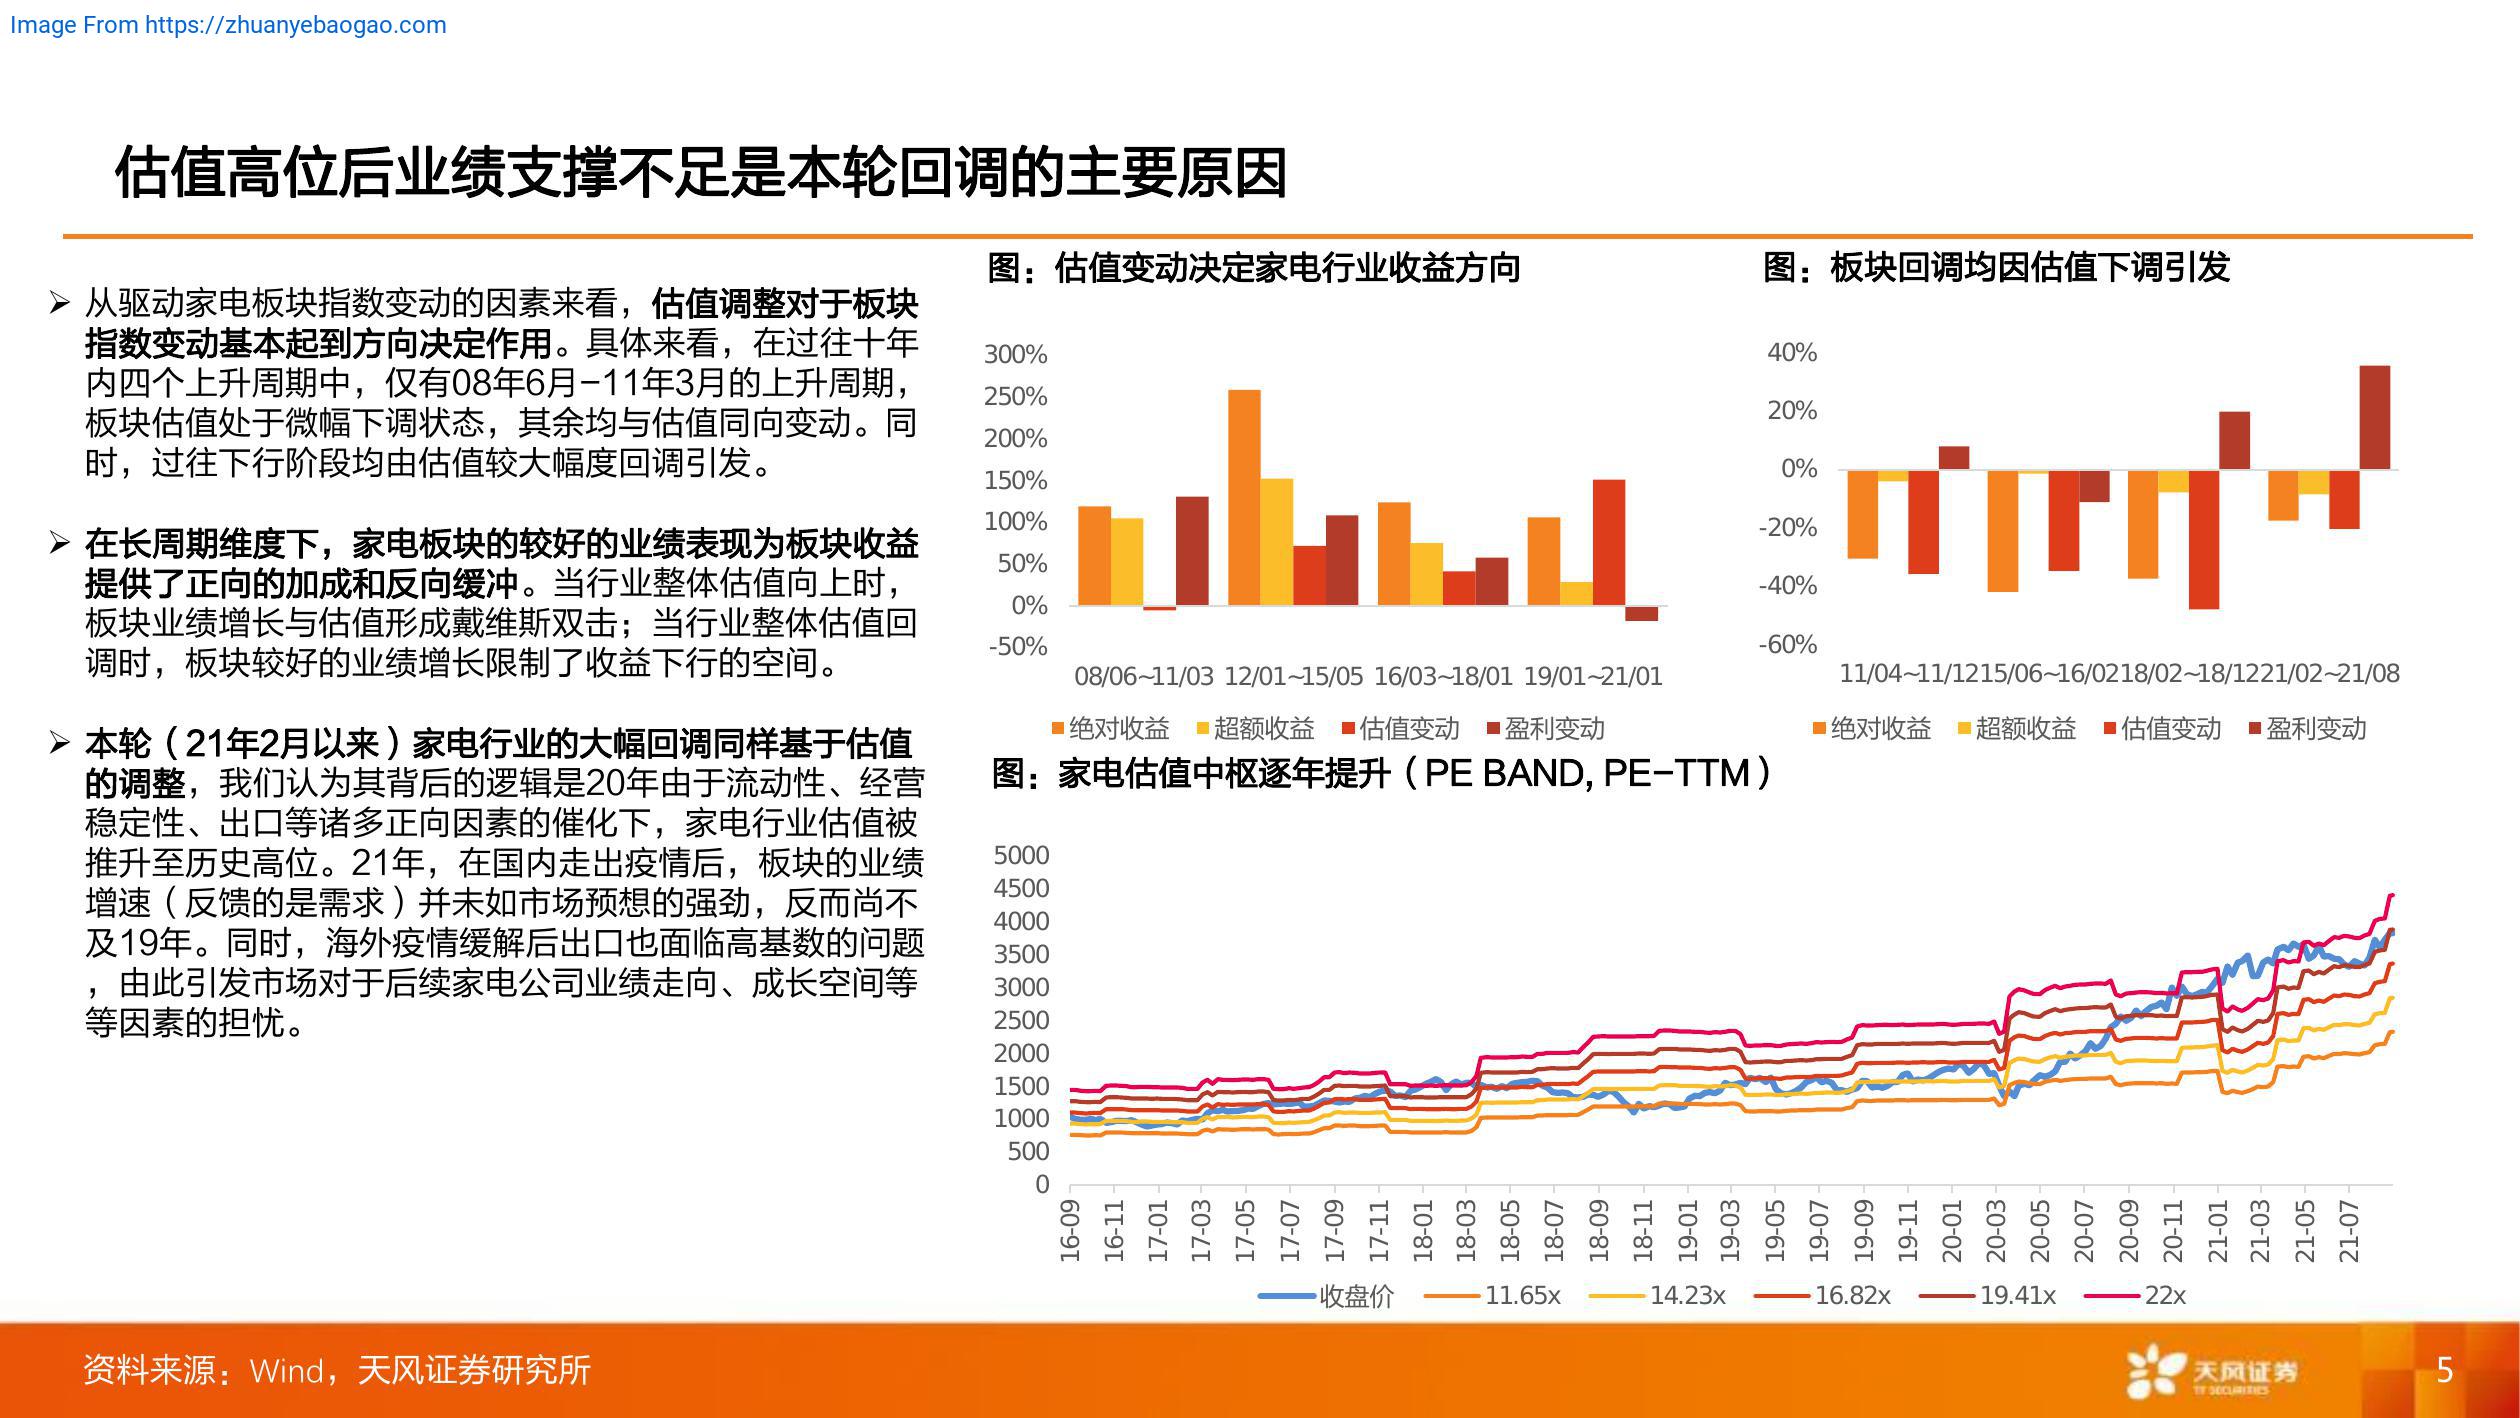 Image From https://zhuanyebaogao.com
估值高位后业绩支撑不足是本轮回调的主要原因
➢ 从驱动家电板块指数变动的因素来看，估值调整对于板块
指数变动基本起到方向决定作用。具体来看，在过往十年
内四个上升周期中，仅有08年6月-11年3月的上升周期，
板块估值处于微幅下调状态，其余均与估值同向变动。同
时，过往下行阶段均由估值较大幅度回调引发。
➢ 在长周期维度下，家电板块的较好的业绩表现为板块收益
提供了正向的加成和反向缓冲。当行业整体估值向上时，
板块业绩增长与估值形成戴维斯双击；当行业整体估值回
调时，板块较好的业绩增长限制了收益下行的空间。
➢ 本轮（21年2月以来）家电行业的大幅回调同样基于估值
的调整，我们认为其背后的逻辑是20年由于流动性、经营
稳定性、出口等诸多正向因素的催化下，家电行业估值被
推升至历史高位。21年，在国内走出疫情后，板块的业绩
增速（反馈的是需求）并未如市场预想的强劲，反而尚不
及19年。同时，海外疫情缓解后出口也面临高基数的问题
，由此引发市场对于后续家电公司业绩走向、成长空间等
等因素的担忧。
图：估值变动决定家电行业收益方向
300%
250%
200%
150%
100%
50%
0%
-50%
08/06~11/03 12/01~15/05 16/03~18/01 19/01~21/01
绝对收益 超额收益 估值变动 盈利变动
图：板块回调均因估值下调引发
40%
20%
0%
-20%
-40%
-60%
11/04~11/12 15/06~16/02 18/02~18/12 21/02~21/08
绝对收益 超额收益 估值变动 盈利变动
图：家电估值中枢逐年提升（PE BAND, PE-TTM）
5000
4500
4000
3500
3000
2500
2000
1500
1000
500
0
16-09 16-11 17-01 17-03 17-05 17-07 17-09 17-11 18-01 18-03 18-05 18-07 18-09 18-11 19-01 19-03 19-05 19-07 19-09 19-11 20-01 20-03 20-05 20-07 20-09 20-11 21-01 21-03 21-05 21-07
收盘价 11.65x 14.23x 16.82x 19.41x 22x
资料来源：Wind，天风证券研究所
天风证券
TF SECURITIES
5